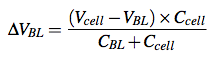 ΔV_BL = (V_cell − V_BL) × C_cell / C_BL + C_cell